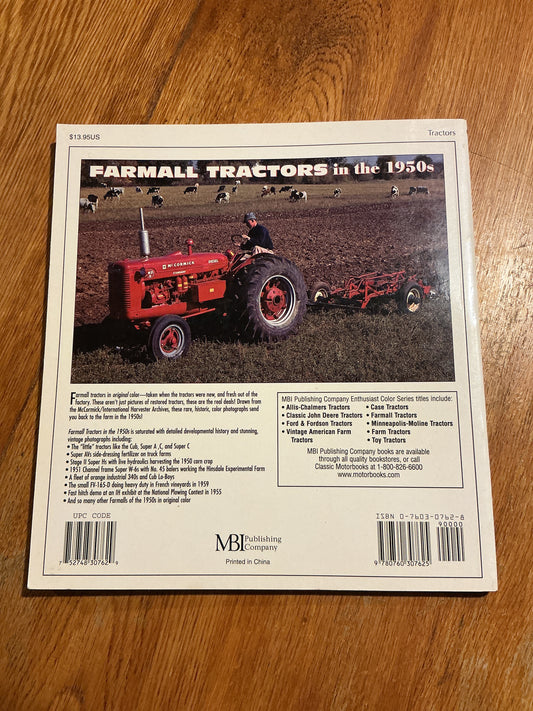 $13.95US
Tractors
FARMALL TRACTORS in the 1950s
McCORMICK
DIESEL
Farmall tractors in original color—taken when the tractors were new, and fresh out of the
factory. These aren't just pictures of restored tractors, these are the real deals! Drawn from
the McCormick/International Harvester Archives, these rare, historic, color photographs send
you back to the farm in the 1950s!
Farmall Tractors in the 1950s is saturated with detailed developmental history and stunning,
vintage photographs including:
• The "little" tractors like the Cub, Super A ,C, and Super C
• Super AVs side-dressing fertilizer on truck farms
• Stage II Super Hs with live hydraulics harvesting the 1950 corn crop
• 1951 Channel frame Super W-6s with No. 45 balers working the Hinsdale Experimental Farm
• A fleet of orange industrial 340s and Cub Lo-Boys
• The small FV-165-D doing heavy duty in French vineyards in 1959
• Fast hitch demo at an IH exhibit at the National Plowing Contest in 1955
• And so many other Farmalls of the 1950s in original color
MBI Publishing Company Enthusiast Color Series titles include:
• Allis-Chalmers Tractors
• Classic John Deere Tractors
• Ford & Fordson Tractors
• Vintage American Farm
Tractors
• Case Tractors
• Farmall Tractors
• Minneapolis-Moline Tractors
• Farm Tractors
• Toy Tractors
MBI Publishing Company books are available
through all quality bookstores, or call
Classic Motorbooks at 1-800-826-6600
www.motorbooks.com
UPC CODE
7 52748 30762 9
MBI Publishing
Company
Printed in China
ISBN 0-7603-0762-8
90000
9 780760 307625